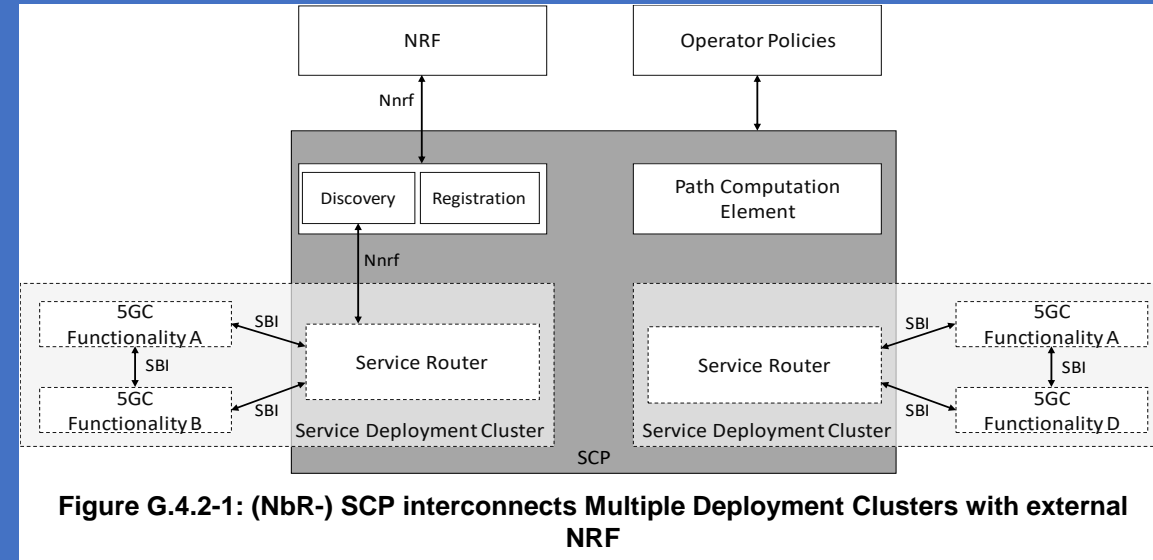 NRF
Operator Policies
Nnrf
Discovery
Registration
Path Computation
Element
Nnrf
5GC
Functionality A
SBI
SBI
5GC
Functionality B
SBI
Service Router
Service Deployment Cluster
Service Router
Service Deployment Cluster
SBI
5GC
Functionality A
SBI
SBI
5GC
Functionality D
SCP
Figure G.4.2-1: (NbR-) SCP interconnects Multiple Deployment Clusters with external
NRF